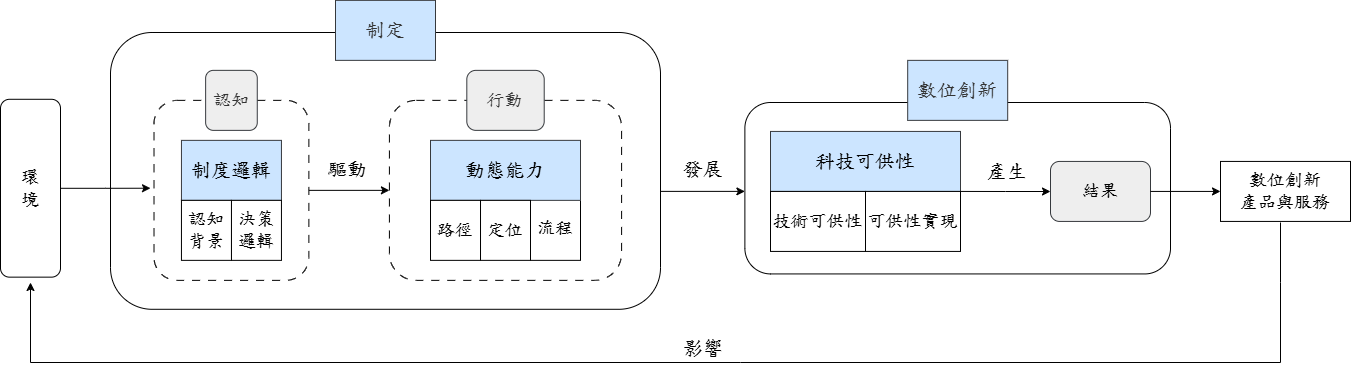 制定
認知
行動
數位創新
環
境
制度邏輯
認知
背景
決策
邏輯
驅動
動態能力
路徑
定位
流程
發展
科技可供性
技術可供性
可供性實現
產生
結果
數位創新
產品與服務
影響